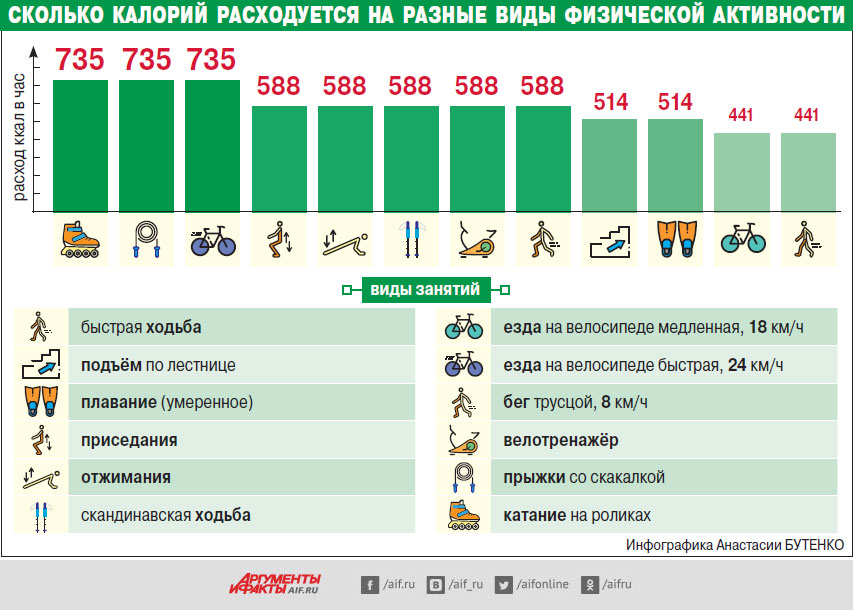 СКОЛЬКО КАЛОРИЙ РАСХОДУЕТСЯ НА РАЗНЫЕ ВИДЫ ФИЗИЧЕСКОЙ АКТИВНОСТИ
расход ккал в час
735 735 735 588 588 588 588 588 514 514 441 441
ВИДЫ ЗАНЯТИЙ
быстрая ходьба
подъём по лестнице
плавание (умеренное)
приседания
отжимания
скандинавская ходьба
езда на велосипеде медленная, 18 км/ч
езда на велосипеде быстрая, 24 км/ч
бег трусцой, 8 км/ч
велотренажёр
прыжки со скакалкой
катание на роликах
Инфографика Анастасии БУТЕНКО
АРГУМЕНТЫ
И ФАКТЫ AIF.RU
/aif.ru /aif_ru /aifonline /aifru